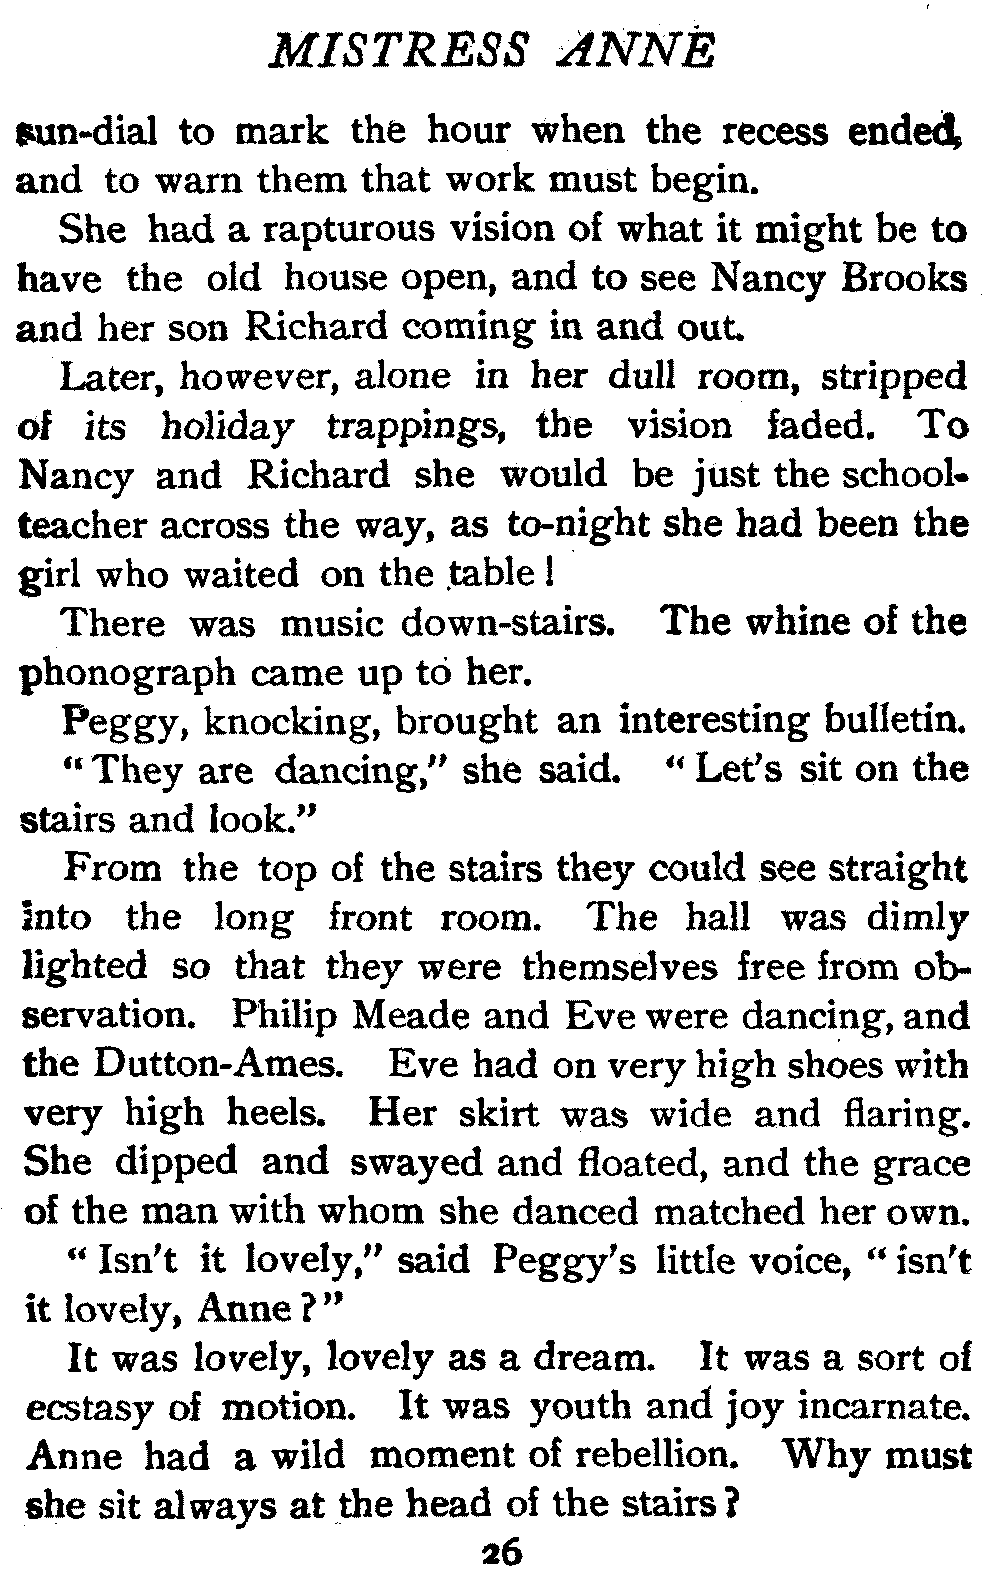 MISTRESS ANNE
sun-dial to mark the hour when the recess ended,
and to warn them that work must begin.
She had a rapturous vision of what it might be to
have the old house open, and to see Nancy Brooks
and her son Richard coming in and out.
Later, however, alone in her dull room, stripped
of its holiday trappings, the vision faded. To
Nancy and Richard she would be just the school-
teacher across the way, as to-night she had been the
girl who waited on the table!
There was music down-stairs. The whine of the
phonograph came up to her.
Peggy, knocking, brought an interesting bulletin.
"They are dancing," she said. "Let's sit on the
stairs and look."
From the top of the stairs they could see straight
into the long front room. The hall was dimly
lighted so that they were themselves free from ob-
servation. Philip Meade and Eve were dancing, and
the Dutton-Ames. Eve had on very high shoes with
very high heels. Her skirt was wide and flaring.
She dipped and swayed and floated, and the grace
of the man with whom she danced matched her own.
"Isn't it lovely," said Peggy's little voice, "isn't
it lovely, Anne?"
It was lovely, lovely as a dream. It was a sort of
ecstasy of motion. It was youth and joy incarnate.
Anne had a wild moment of rebellion. Why must
she sit always at the head of the stairs?
26